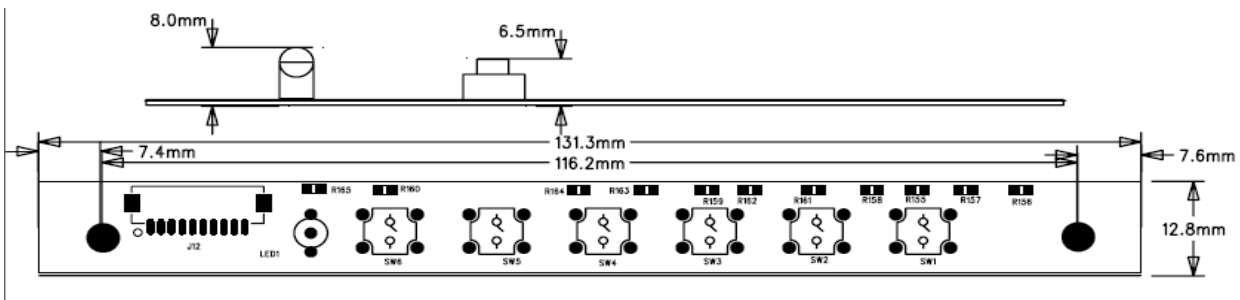 8.0mm
6.5mm
131.3mm
7.4mm
116.2mm
7.6mm
R165
R160
R164
R163
R159
R162
R161
R158
R155
R157
R156
12.8mm
J12
LED1
SW6
SW5
SW4
SW3
SW2
SW1